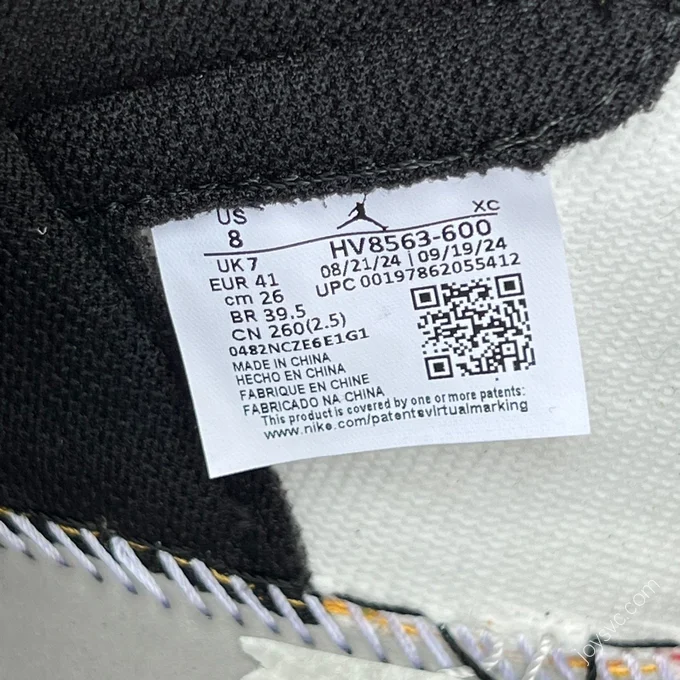 US
8
XC
HV8563-600
UK 7
08/21/24 | 09/19/24
EUR 41
UPC 00197862055412
cm 26
BR 39.5
CN 260(2.5)
0482NCZE6E1G1
MADE IN CHINA
HECHO EN CHINA
FABRIQUE EN CHINE
FABRICADO NA CHINA
This product is covered by one or more patents:
www.nike.com/patentsvirtualmarking
joysvc.com